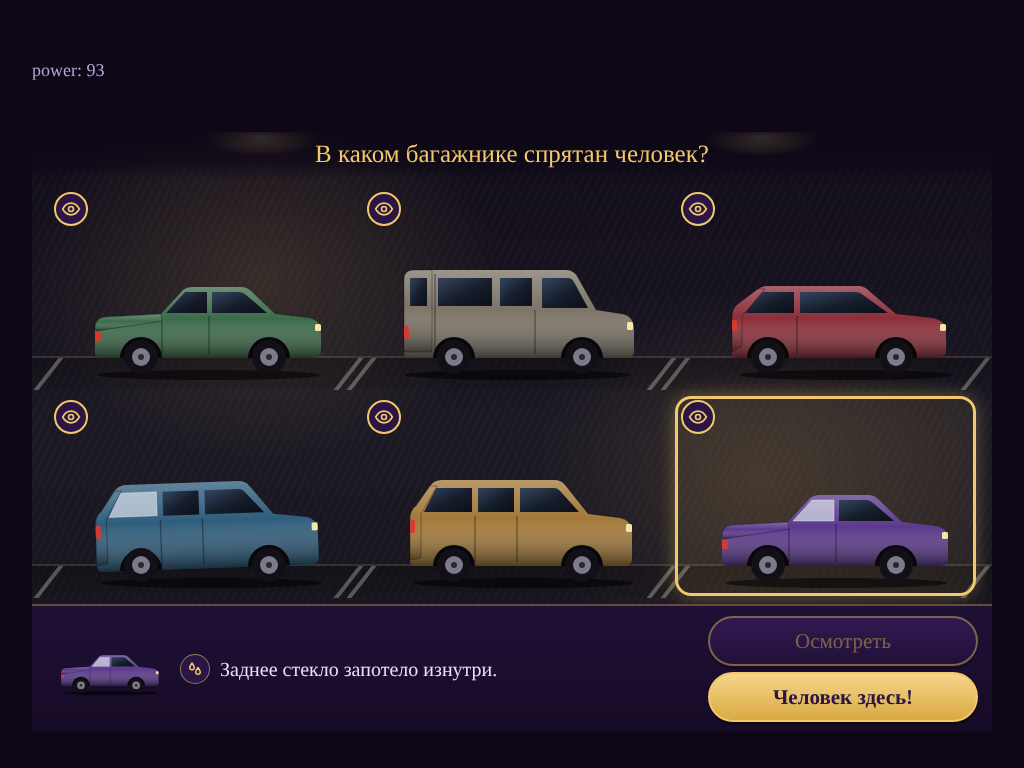 power: 93
В каком багажнике спрятан человек?
Заднее стекло запотело изнутри.
Осмотреть
Человек здесь!